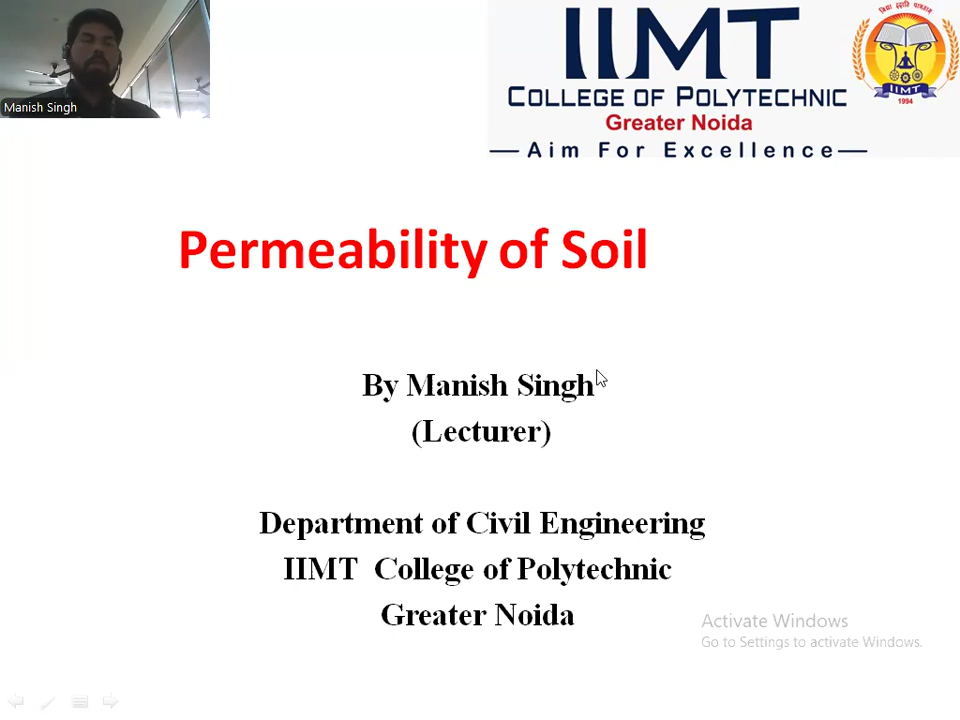 Manish Singh
IIMT
COLLEGE OF POLYTECHNIC
Greater Noida
Aim For Excellence
IIMT
1994
Permeability of Soil
By Manish Singh
(Lecturer)
Department of Civil Engineering
IIMT College of Polytechnic
Greater Noida
Activate Windows
Go to Settings to activate Windows.